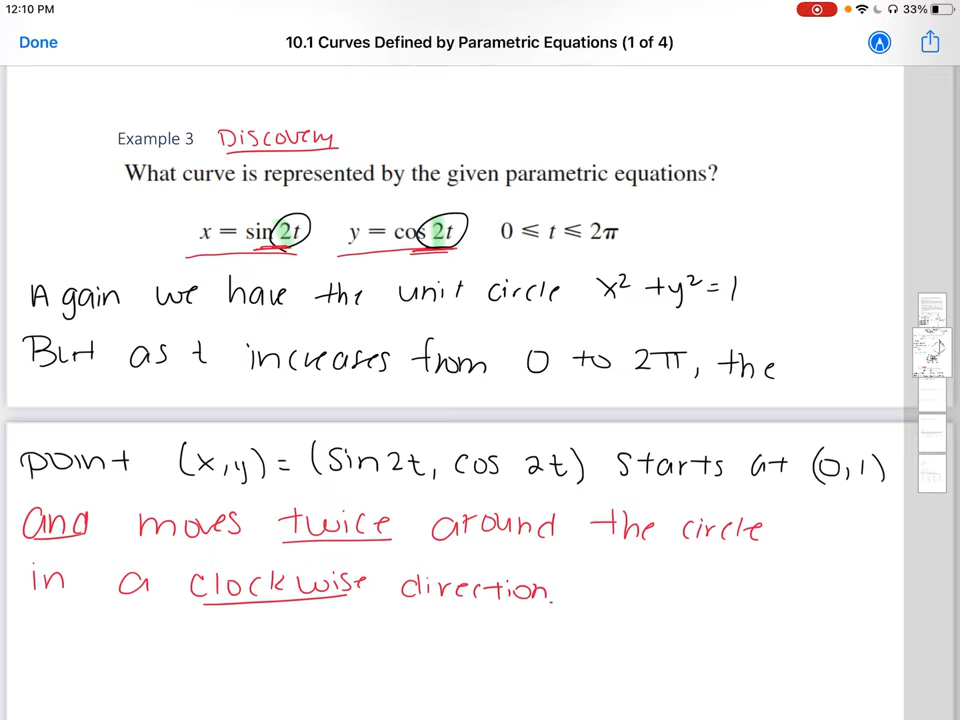 12:10 PM 33%
Done 10.1 Curves Defined by Parametric Equations (1 of 4)
Example 3 Discovery
What curve is represented by the given parametric equations?
x = sin 2t y = cos 2t 0 ⩽ t ⩽ 2π
Again we have the unit circle x² + y² = 1
But as t increases from 0 to 2π, the
point (x,y) = (Sin 2t, cos 2t) starts at (0,1)
and moves twice around the circle
in a clockwise direction.